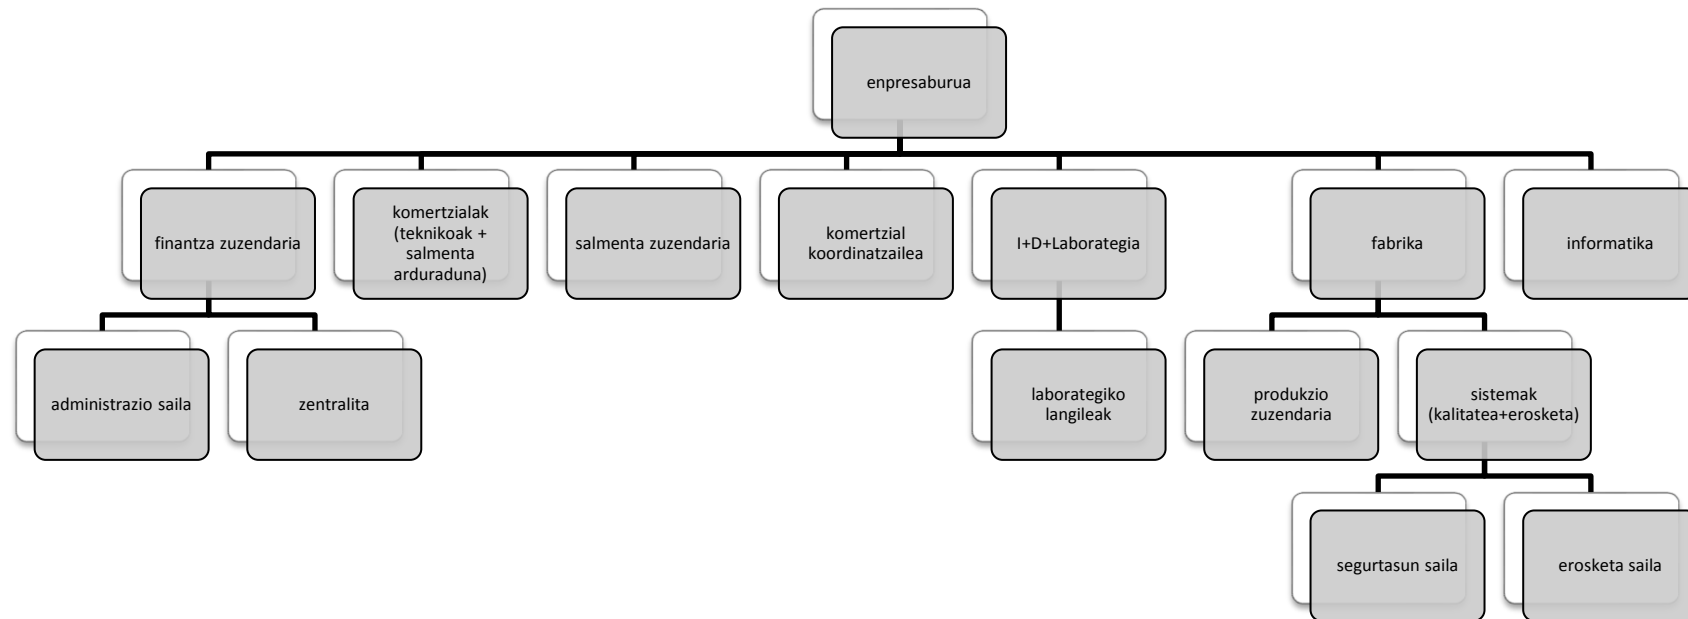 enpresaburua
finantza zuzendaria
komertzialak
(teknikoak +
salmenta
arduraduna)
salmenta zuzendaria
komertzial
koordinatzailea
I+D+Laborategia
fabrika
informatika
administrazio saila
zentralita
laborategiko
langileak
produkzio
zuzendaria
sistemak
(kalitatea+erosketa)
segurtasun saila
erosketa saila